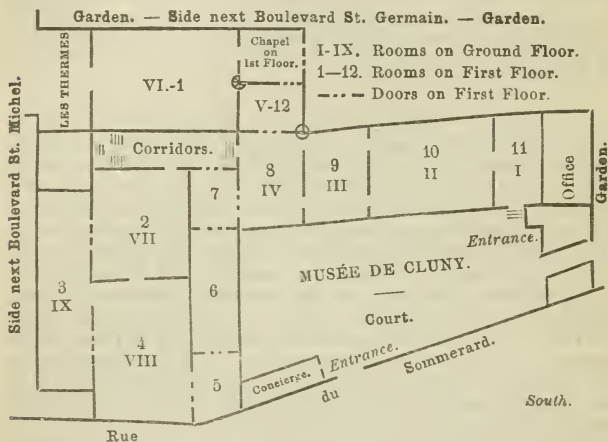 Garden. — Side next Boulevard St. Germain. — Garden.
Side next Boulevard St. Michel.
LES THERMES
VI.-1
Chapel
on
1st Floor.
V-12
I-IX. Rooms on Ground Floor.
1—12. Rooms on First Floor.
Doors on First Floor.
Corridors.
2
VII
7
8
IV
9
III
10
II
11
I
Office
Garden.
Entrance.
3
IX
4
VIII
6
5
MUSÉE DE CLUNY.
Court.
Concierge.
Entrance.
Rue
du
Sommerard.
South.